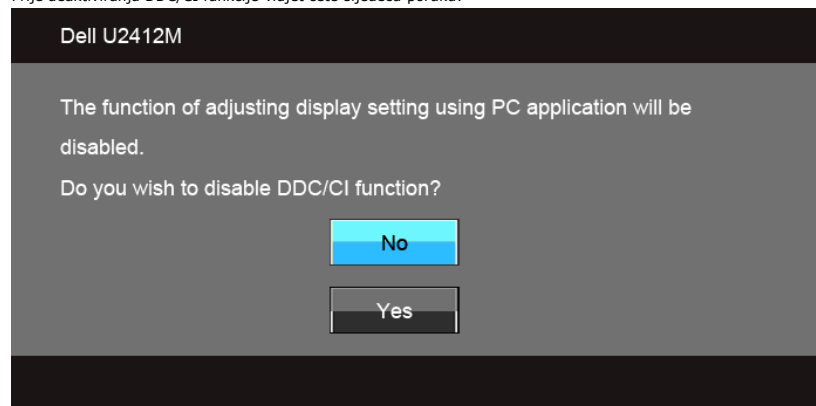 Dell U2412M
The function of adjusting display setting using PC application will be
disabled.
Do you wish to disable DDC/CI function?
No
Yes